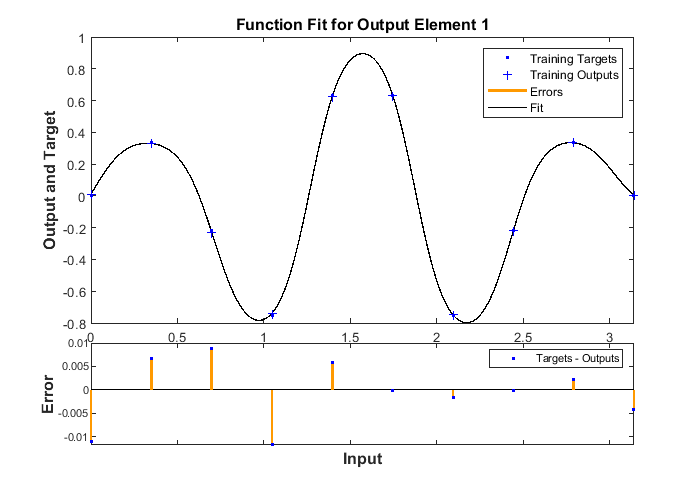 Function Fit for Output Element 1
1
0.8
0.6
0.4
0.2
0
-0.2
-0.4
-0.6
-0.8
Output and Target
Training Targets
Training Outputs
Errors
Fit
0 0.5 1 1.5 2 2.5 3
0.01
0.005
0
-0.005
-0.01
Error
Targets - Outputs
Input